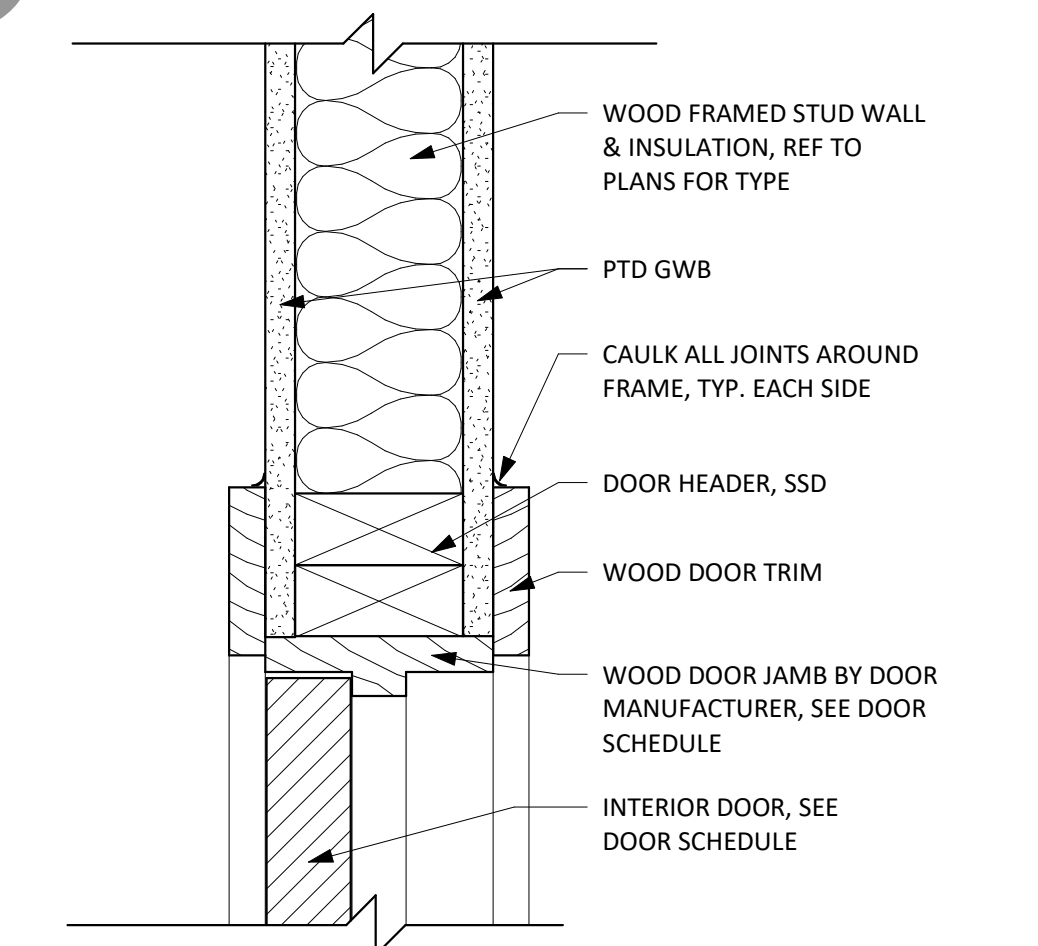 WOOD FRAMED STUD WALL
& INSULATION, REF TO
PLANS FOR TYPE
PTD GWB
CAULK ALL JOINTS AROUND
FRAME, TYP. EACH SIDE
DOOR HEADER, SSD
WOOD DOOR TRIM
WOOD DOOR JAMB BY DOOR
MANUFACTURER, SEE DOOR
SCHEDULE
INTERIOR DOOR, SEE
DOOR SCHEDULE